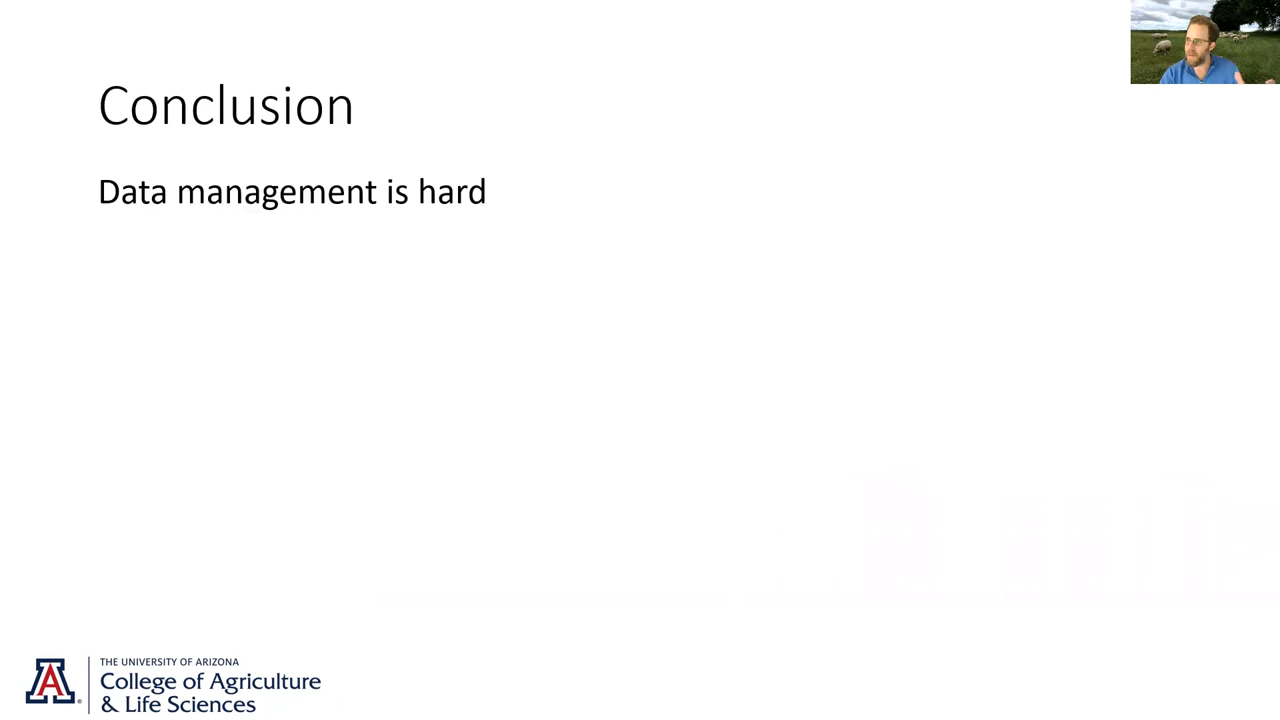 Conclusion
Data management is hard
THE UNIVERSITY OF ARIZONA
College of Agriculture
& Life Sciences
A